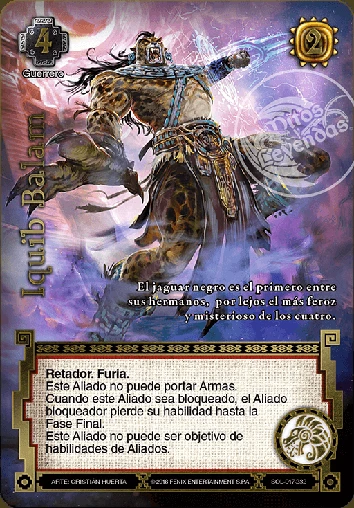 4
2
Guerrero
Mitos
y
Leyendas
Iquib Balam
El jaguar negro es el primero entre
sus hermanos, por lejos el más feroz
y misterioso de los cuatro.
Retador. Furia.
Este Aliado no puede portar Armas.
Cuando este Aliado sea bloqueado, el Aliado
bloqueador pierde su habilidad hasta la
Fase Final.
Este Aliado no puede ser objetivo de
habilidades de Aliados.
ARTE: CRISTIAN HUERTA
©2018 FENIX ENTERTAINMENT S.P.A.